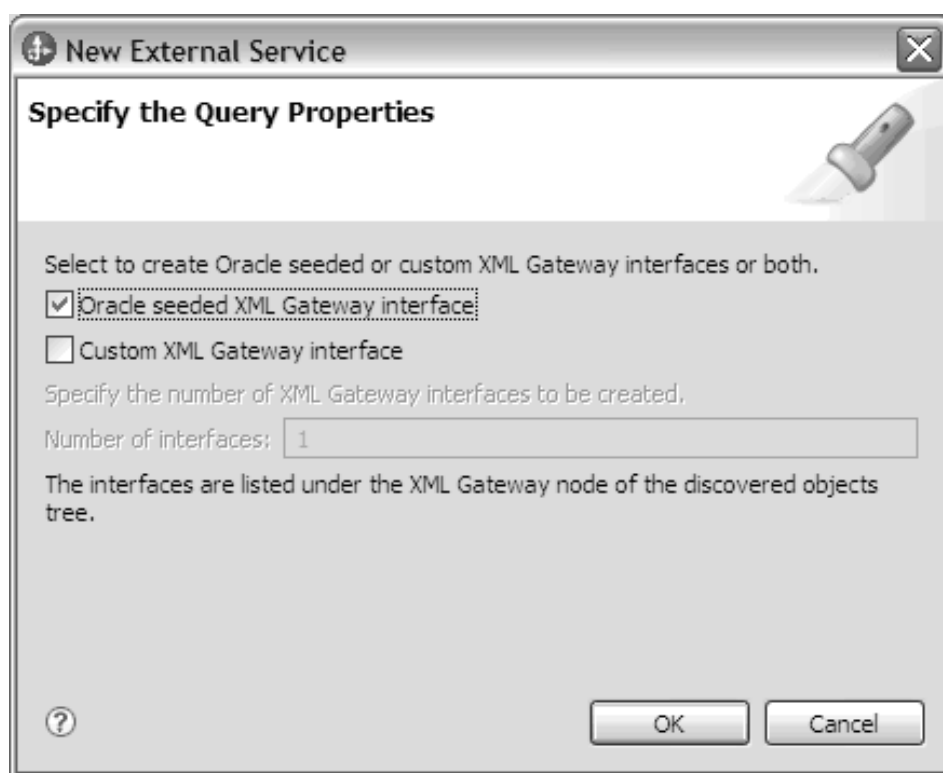 New External Service
Specify the Query Properties
Select to create Oracle seeded or custom XML Gateway interfaces or both.
Oracle seeded XML Gateway interface
Custom XML Gateway interface
Specify the number of XML Gateway interfaces to be created.
Number of interfaces: 1
The interfaces are listed under the XML Gateway node of the discovered objects
tree.
? OK Cancel